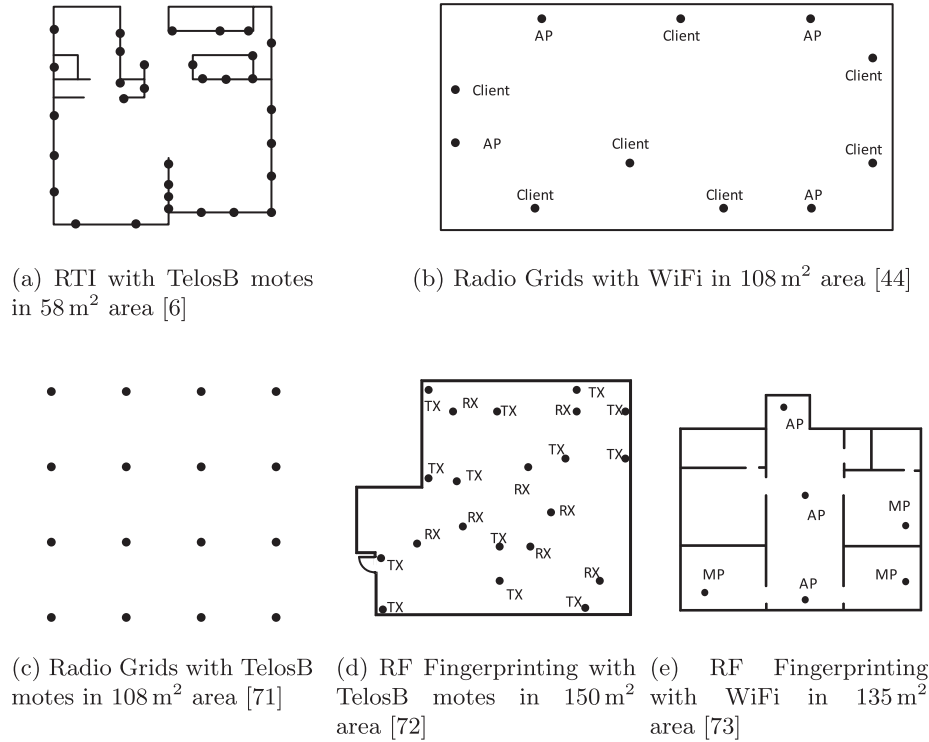 AP
Client
AP
Client
Client
AP
Client
Client
Client
Client
AP
(a) RTI with TelosB motes
in 58 m² area [6]
(b) Radio Grids with WiFi in 108 m² area [44]
TX
RX
TX
TX
RX
TX
TX
TX
TX
TX
RX
RX
RX
RX
TX
RX
TX
TX
RX
TX
TX
AP
AP
MP
MP
AP
MP
(c) Radio Grids with TelosB
motes in 108 m² area [71]
(d) RF Fingerprinting with
TelosB motes in 150 m²
area [72]
(e) RF Fingerprinting
with WiFi in 135 m²
area [73]